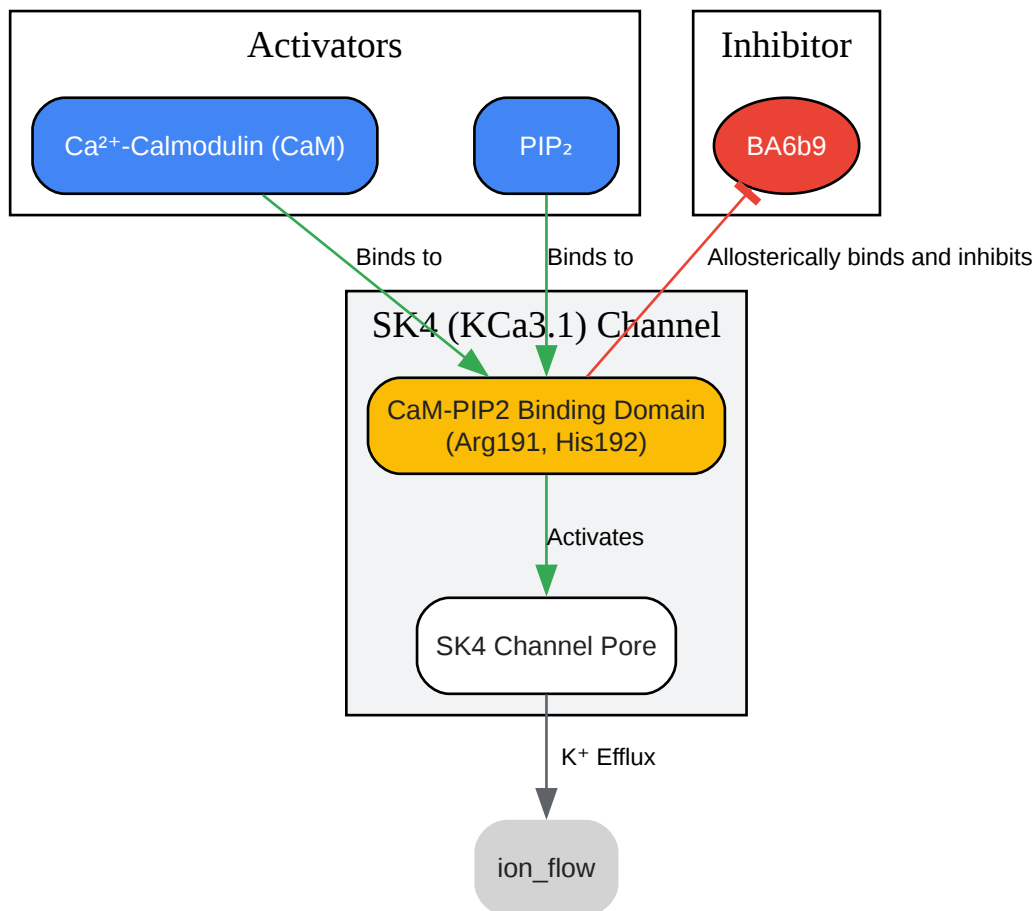 Activators
Inhibitor
Ca²⁺-Calmodulin (CaM)
PIP₂
BA6b9
Binds to
Binds to
Allosterically binds and inhibits
SK4 (KCa3.1) Channel
CaM-PIP2 Binding Domain
(Arg191, His192)
Activates
SK4 Channel Pore
K⁺ Efflux
ion_flow